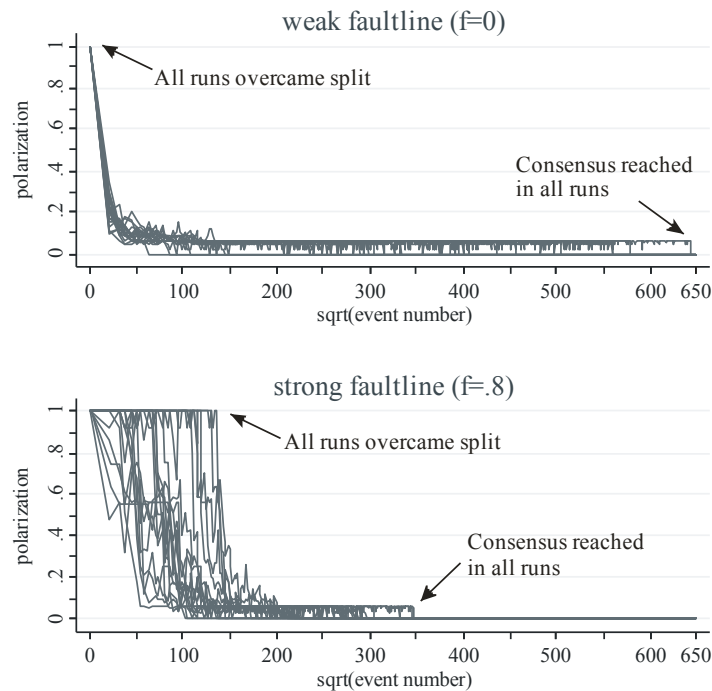 weak faultline (f=0)
1
.8
.6
.4
.2
0
polarization
All runs overcame split
Consensus reached
in all runs
0 100 200 300 400 500 600 650
sqrt(event number)
strong faultline (f=.8)
1
.8
.6
.4
.2
0
polarization
All runs overcame split
Consensus reached
in all runs
0 100 200 300 400 500 600 650
sqrt(event number)